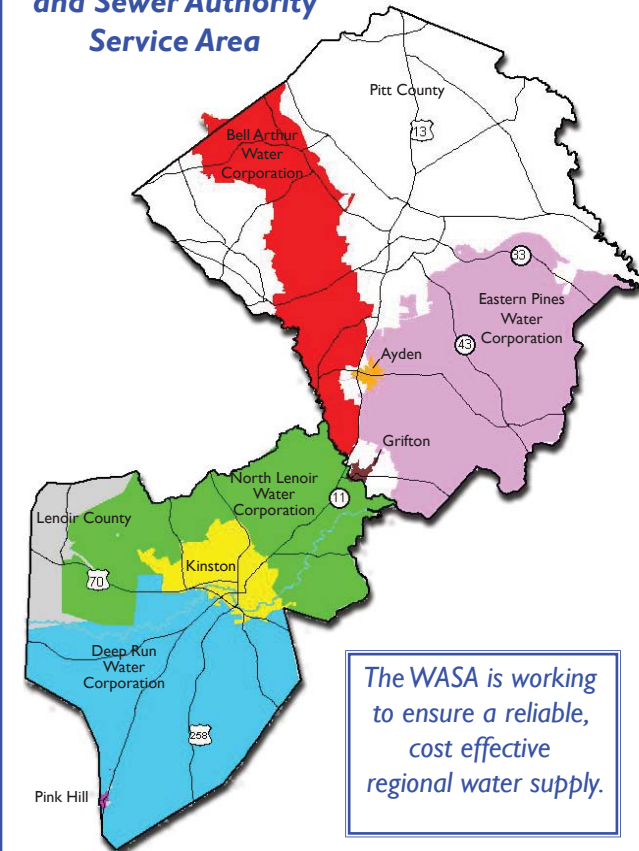 and Sewer Authority
Service Area
Pitt County
13
Bell Arthur
Water
Corporation
33
Eastern Pines
Water
Corporation
43
Ayden
Grifton
North Lenoir
Water
Corporation
11
Lenoir County
Kinston
70
Deep Run
Water
Corporation
258
Pink Hill
The WASA is working
to ensure a reliable,
cost effective
regional water supply.